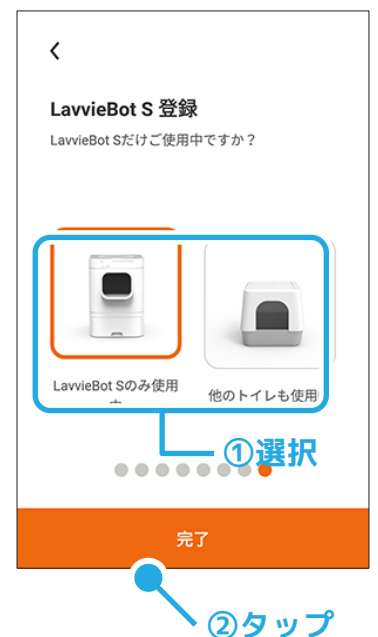 LavvieBot S 登録
LavvieBot Sだけご使用中ですか？
LavvieBot Sのみ使用
他のトイレも使用
①選択
完了
②タップ